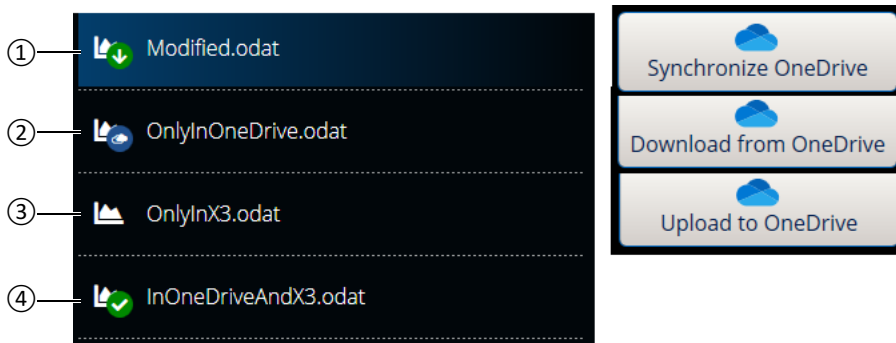 ① Modified.odat
② OnlyInOneDrive.odat
③ OnlyInX3.odat
④ InOneDriveAndX3.odat
Synchronize OneDrive
Download from OneDrive
Upload to OneDrive